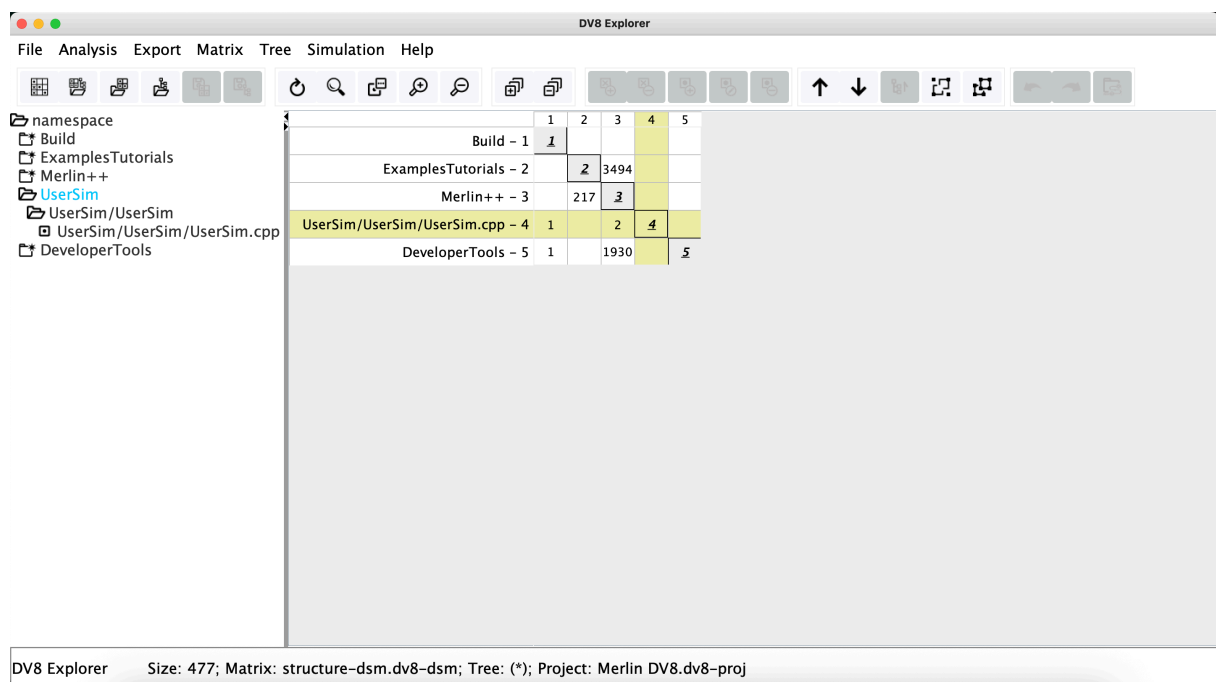 DV8 Explorer
File Analysis Export Matrix Tree Simulation Help
namespace
Build
ExamplesTutorials
Merlin++
UserSim
UserSim/UserSim
UserSim/UserSim/UserSim.cpp
DeveloperTools
1 2 3 4 5
Build – 1 1
ExamplesTutorials – 2 2 3494
Merlin++ – 3 217 3
UserSim/UserSim/UserSim.cpp – 4 1 2 4
DeveloperTools – 5 1 1930 5
DV8 Explorer Size: 477; Matrix: structure-dsm.dv8-dsm; Tree: (*); Project: Merlin DV8.dv8-proj